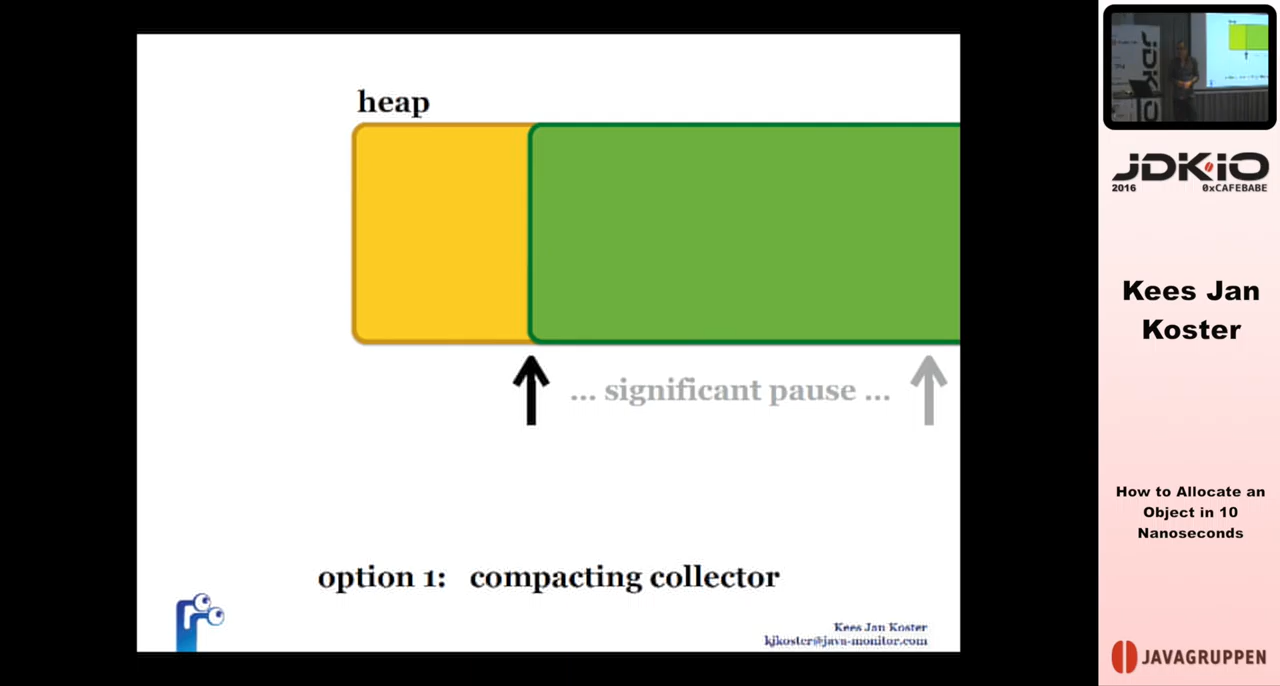 heap
... significant pause ...
option 1: compacting collector
Kees Jan Koster
kjkoster@java-monitor.com
JDK.IO
2016 0xCAFEBABE
Kees Jan
Koster
How to Allocate an
Object in 10
Nanoseconds
JAVAGRUPPEN